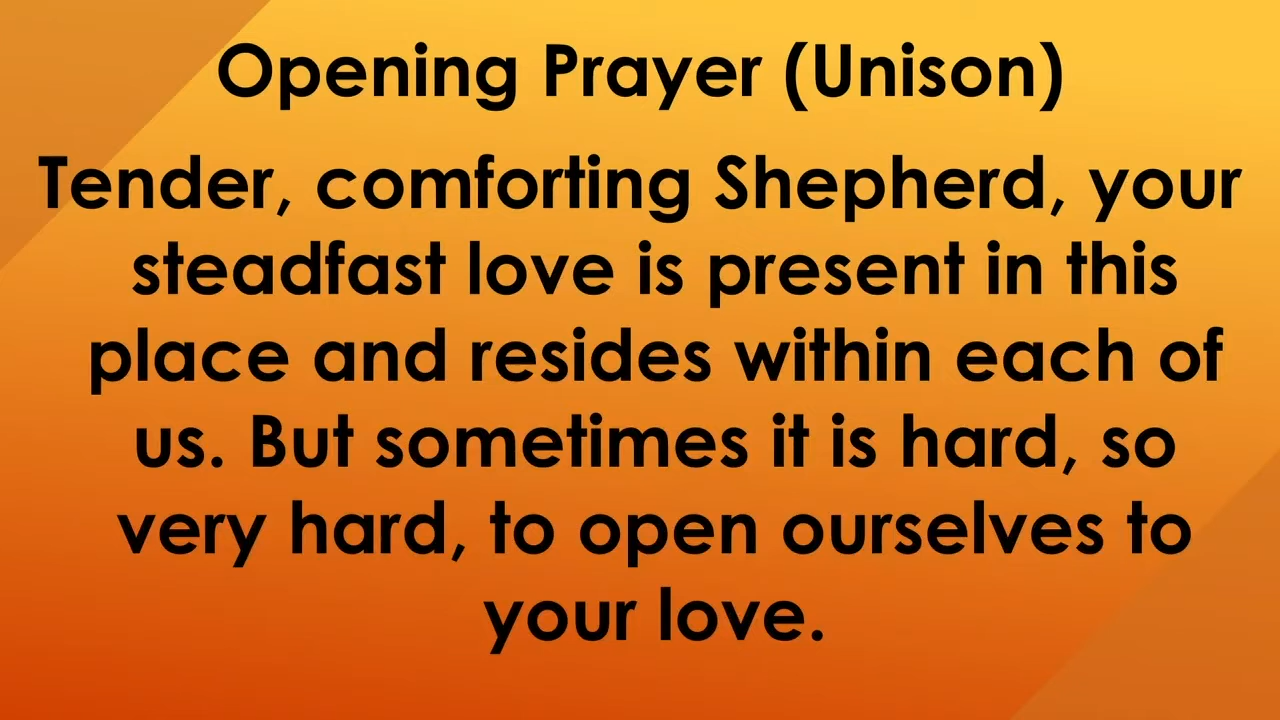 Opening Prayer (Unison)
Tender, comforting Shepherd, your
steadfast love is present in this
place and resides within each of
us. But sometimes it is hard, so
very hard, to open ourselves to
your love.